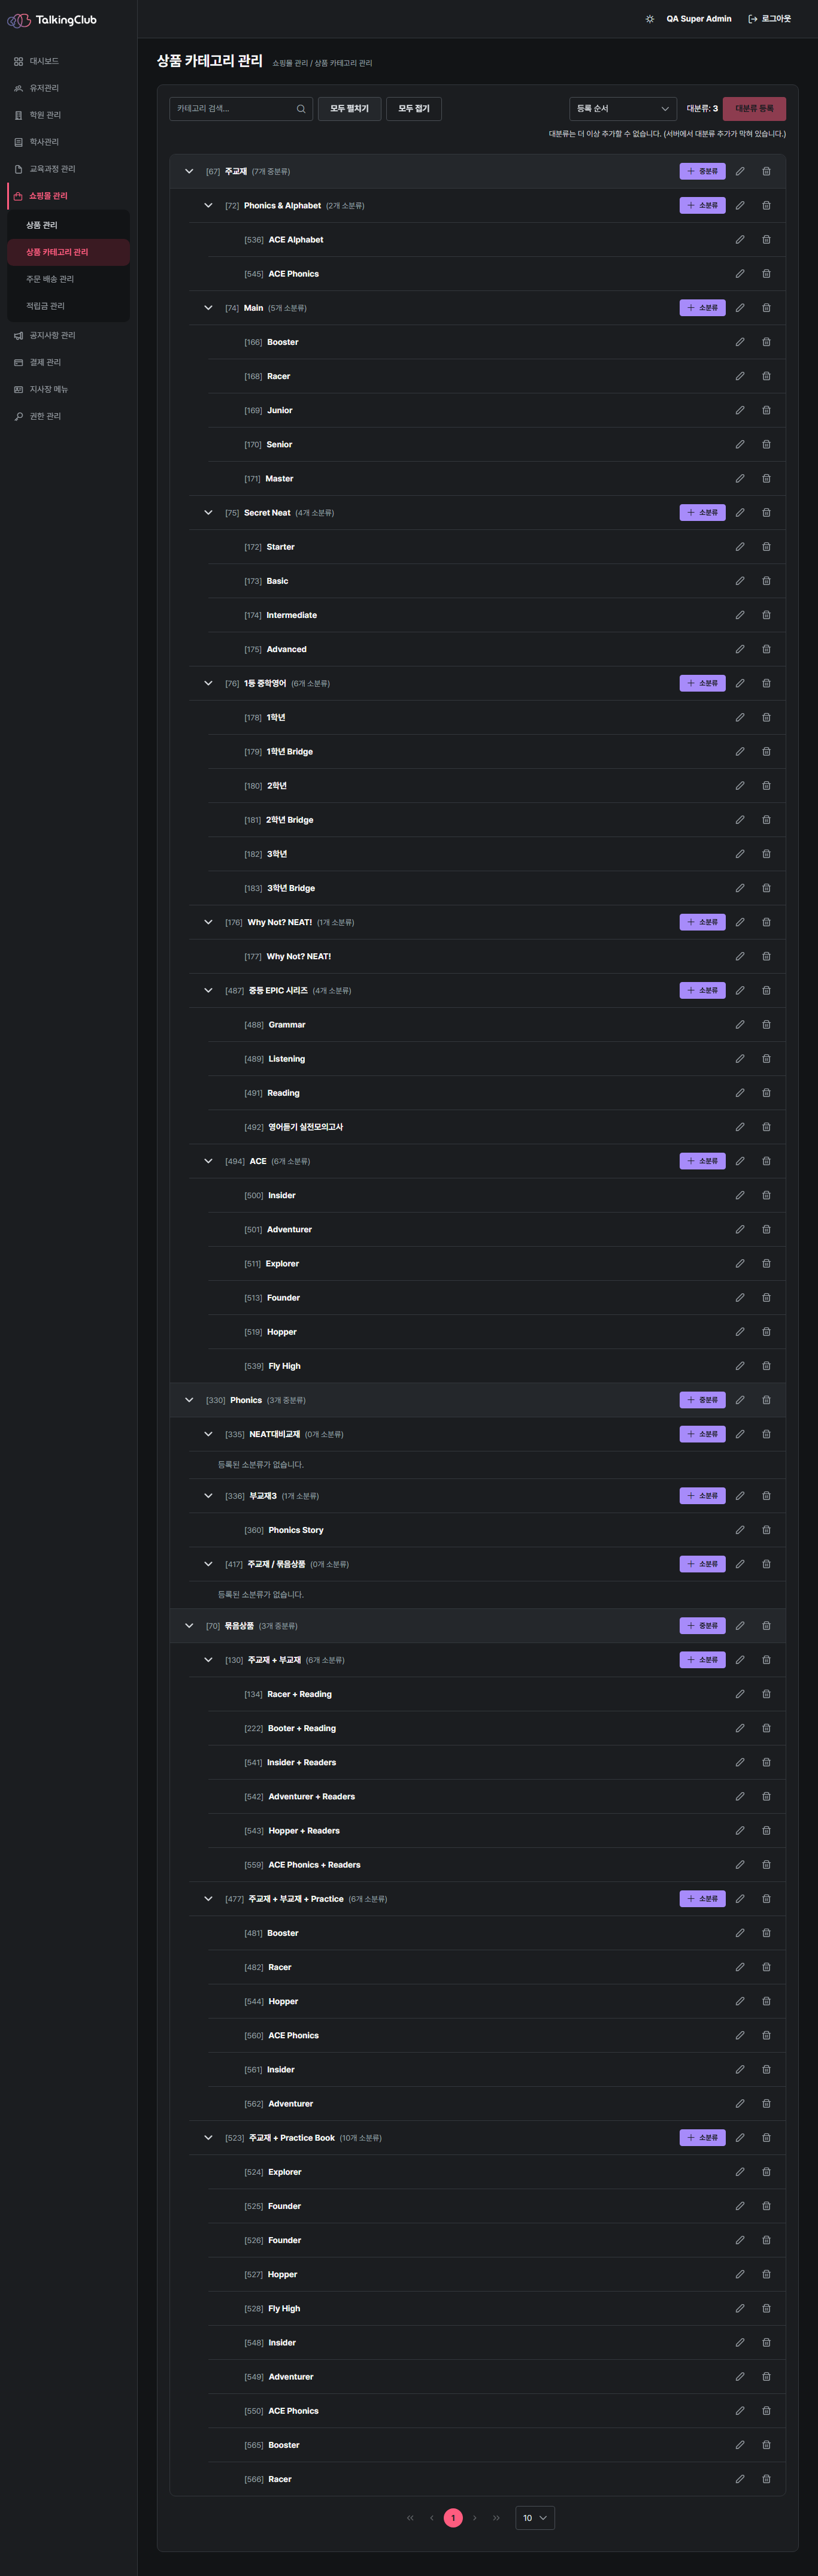 TalkingClub
QA Super Admin
로그아웃
대시보드
유저관리
학원 관리
학사관리
교육과정 관리
쇼핑몰 관리
상품 관리
상품 카테고리 관리
주문 배송 관리
적립금 관리
공지사항 관리
결제 관리
지사장 메뉴
권한 관리
상품 카테고리 관리 쇼핑몰 관리 / 상품 카테고리 관리
카테고리 검색... 모두 펼치기 모두 접기 등록 순서 대분류: 3 대분류 등록
대분류는 더 이상 추가할 수 없습니다. (서버에서 대분류 추가가 막혀 있습니다.)
[67] 주교재 (7개 중분류) + 중분류
[72] Phonics & Alphabet (2개 소분류) + 소분류
[536] ACE Alphabet
[545] ACE Phonics
[74] Main (5개 소분류) + 소분류
[166] Booster
[168] Racer
[169] Junior
[170] Senior
[171] Master
[75] Secret Neat (4개 소분류) + 소분류
[172] Starter
[173] Basic
[174] Intermediate
[175] Advanced
[76] 1등 중학영어 (6개 소분류) + 소분류
[178] 1학년
[179] 1학년 Bridge
[180] 2학년
[181] 2학년 Bridge
[182] 3학년
[183] 3학년 Bridge
[176] Why Not? NEAT! (1개 소분류) + 소분류
[177] Why Not? NEAT!
[487] 중등 EPIC 시리즈 (4개 소분류) + 소분류
[488] Grammar
[489] Listening
[491] Reading
[492] 영어듣기 실전모의고사
[494] ACE (6개 소분류) + 소분류
[500] Insider
[501] Adventurer
[511] Explorer
[513] Founder
[519] Hopper
[539] Fly High
[330] Phonics (3개 중분류) + 중분류
[335] NEAT대비교재 (0개 소분류) + 소분류
등록된 소분류가 없습니다.
[336] 부교재3 (1개 소분류) + 소분류
[360] Phonics Story
[417] 주교재 / 묶음상품 (0개 소분류) + 소분류
등록된 소분류가 없습니다.
[70] 묶음상품 (3개 중분류) + 중분류
[130] 주교재 + 부교재 (6개 소분류) + 소분류
[134] Racer + Reading
[222] Booter + Reading
[541] Insider + Readers
[542] Adventurer + Readers
[543] Hopper + Readers
[559] ACE Phonics + Readers
[477] 주교재 + 부교재 + Practice (6개 소분류) + 소분류
[481] Booster
[482] Racer
[544] Hopper
[560] ACE Phonics
[561] Insider
[562] Adventurer
[523] 주교재 + Practice Book (10개 소분류) + 소분류
[524] Explorer
[525] Founder
[526] Founder
[527] Hopper
[528] Fly High
[548] Insider
[549] Adventurer
[550] ACE Phonics
[565] Booster
[566] Racer
1 10